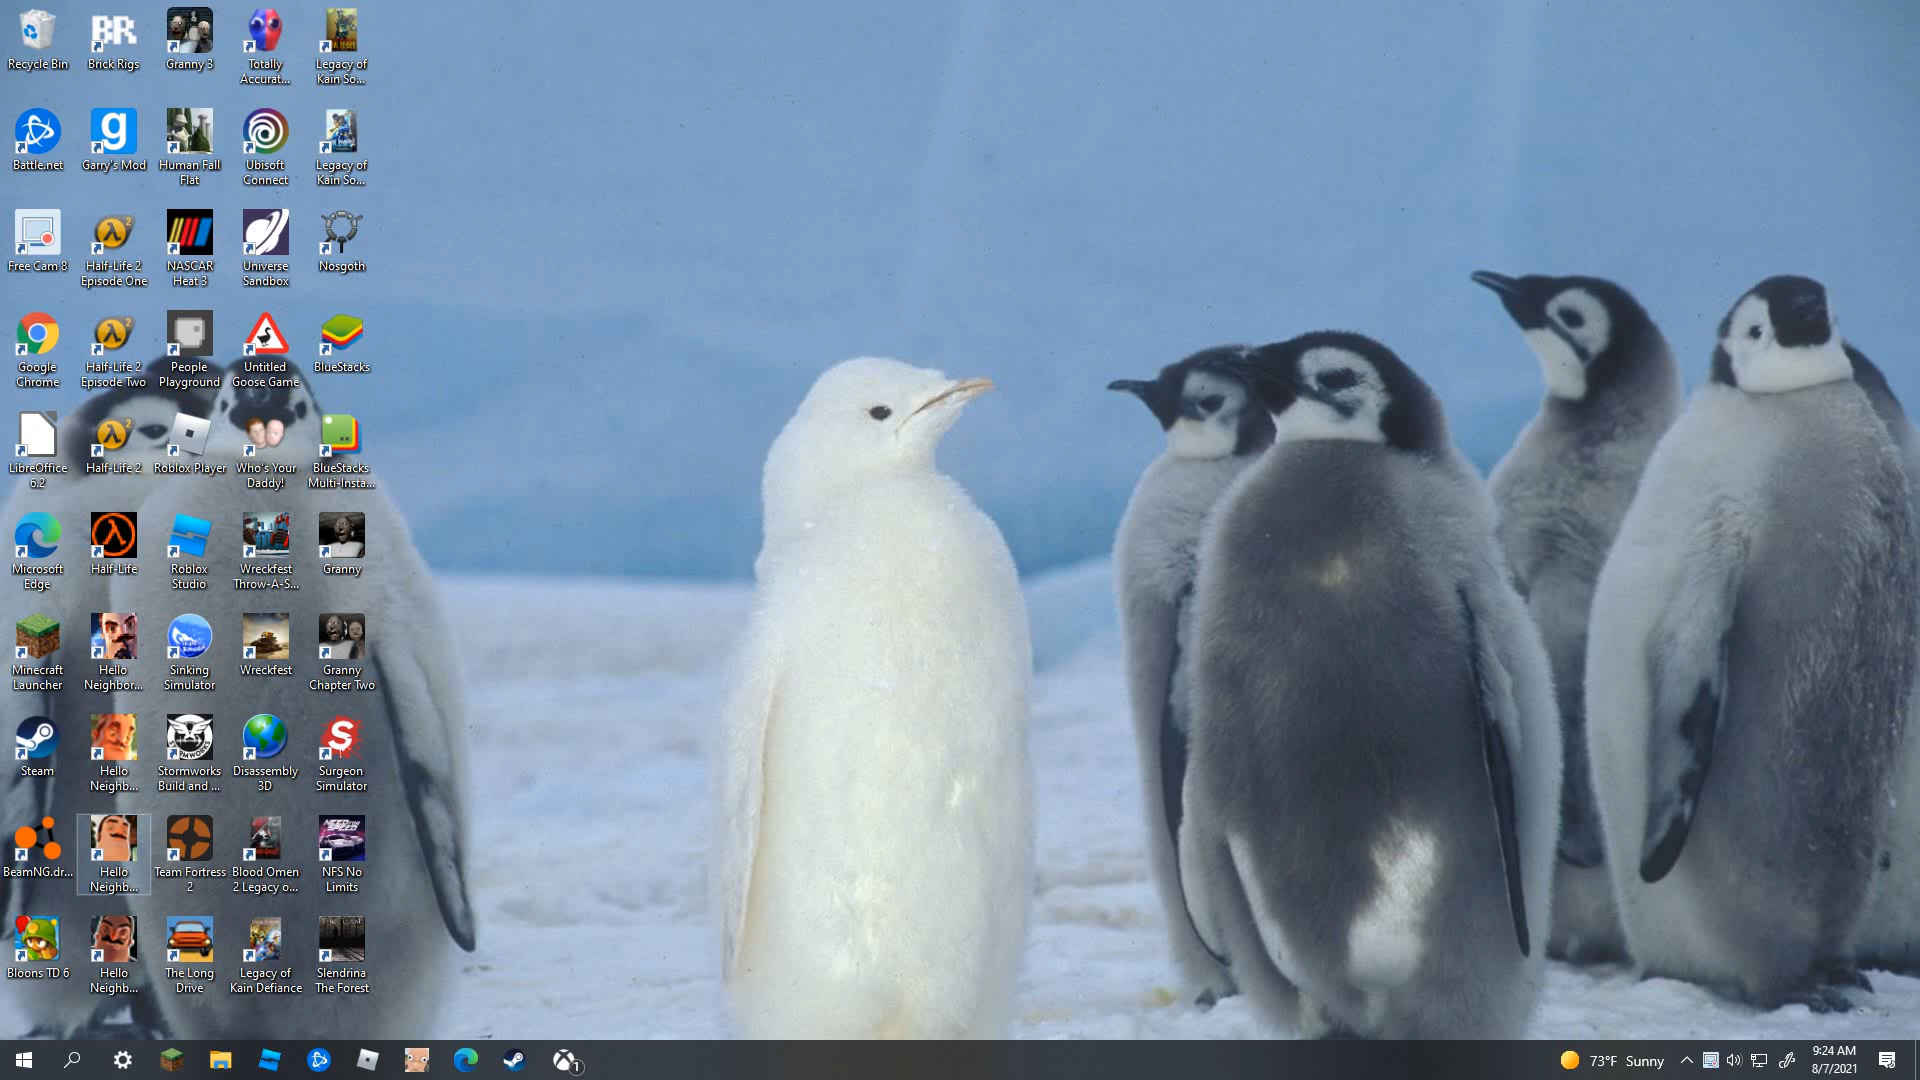 Recycle Bin
Brick Rigs
Granny 3
Totally
Accurat...
Legacy of
Kain So...
Battle.net
Garry's Mod
Human Fall
Flat
Ubisoft
Connect
Legacy of
Kain So...
Free Cam 8
Half-Life 2
Episode One
NASCAR
Heat 3
Universe
Sandbox
Nosgoth
Google
Chrome
Half-Life 2
Episode Two
People
Playground
Untitled
Goose Game
BlueStacks
LibreOffice
6.2
Half-Life 2
Roblox Player
Who's Your
Daddy!
BlueStacks
Multi-Insta...
Microsoft
Edge
Half-Life
Roblox
Studio
Wreckfest
Throw-A-S...
Granny
Minecraft
Launcher
Hello
Neighbor...
Sinking
Simulator
Wreckfest
Granny
Chapter Two
Steam
Hello
Neighb...
Stormworks
Build and ...
Disassembly
3D
Surgeon
Simulator
BeamNG.dr...
Hello
Neighb...
Team Fortress
2
Blood Omen
2 Legacy o...
NFS No
Limits
Bloons TD 6
Hello
Neighb...
The Long
Drive
Legacy of
Kain Defiance
Slendrina
The Forest
1
73°F Sunny
9:24 AM
8/7/2021